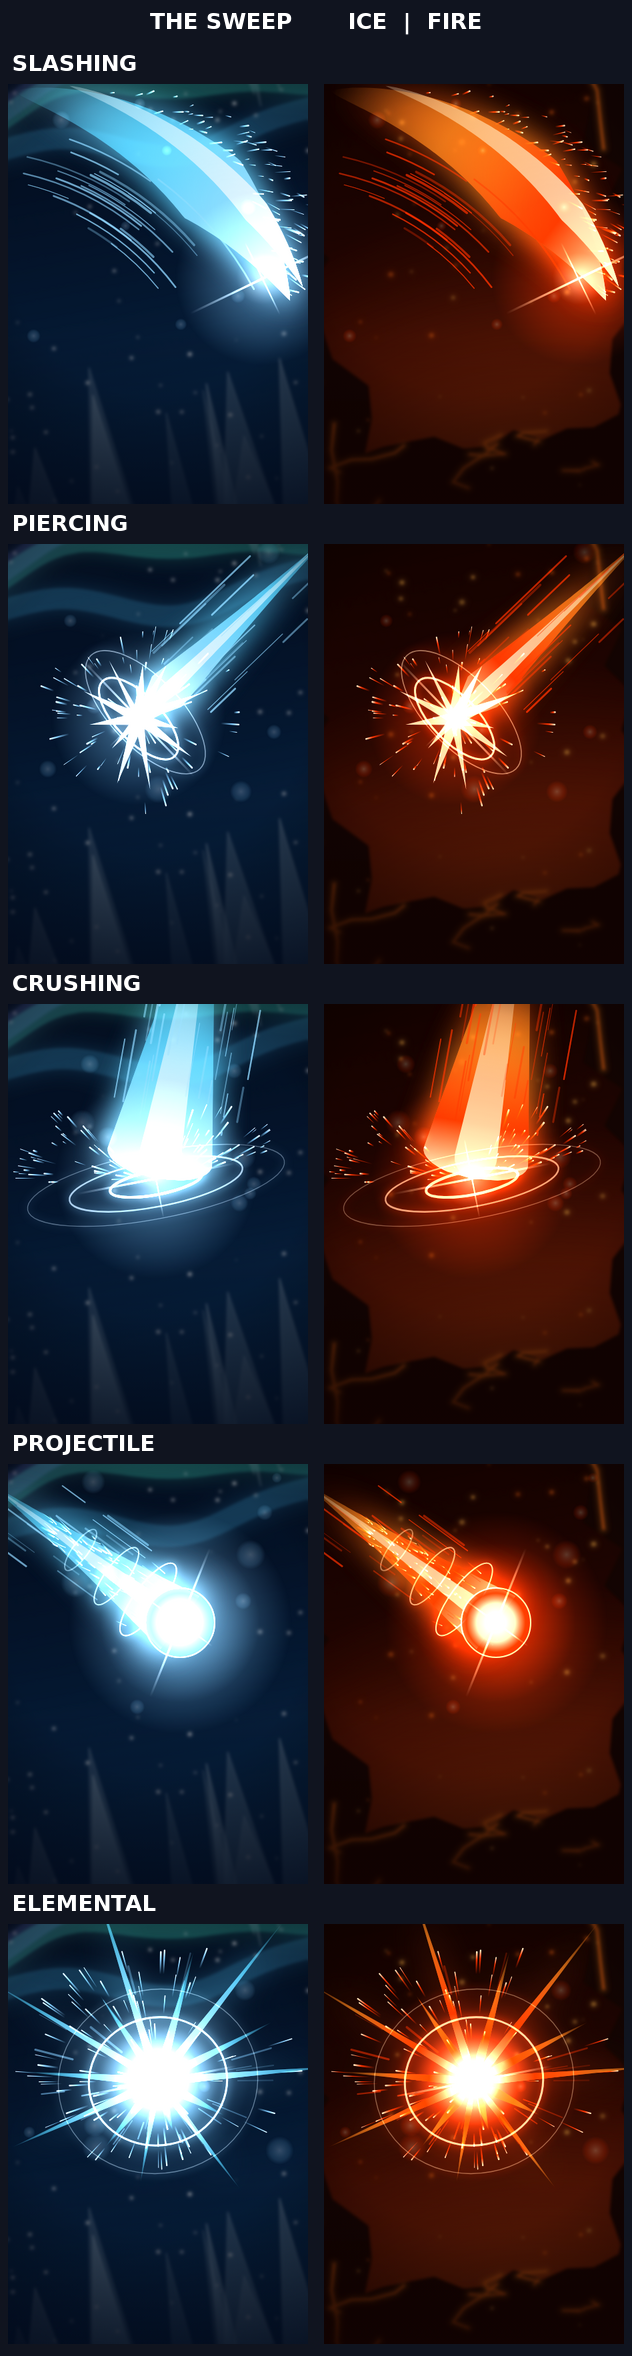 THE SWEEP ICE | FIRE
SLASHING
PIERCING
CRUSHING
PROJECTILE
ELEMENTAL